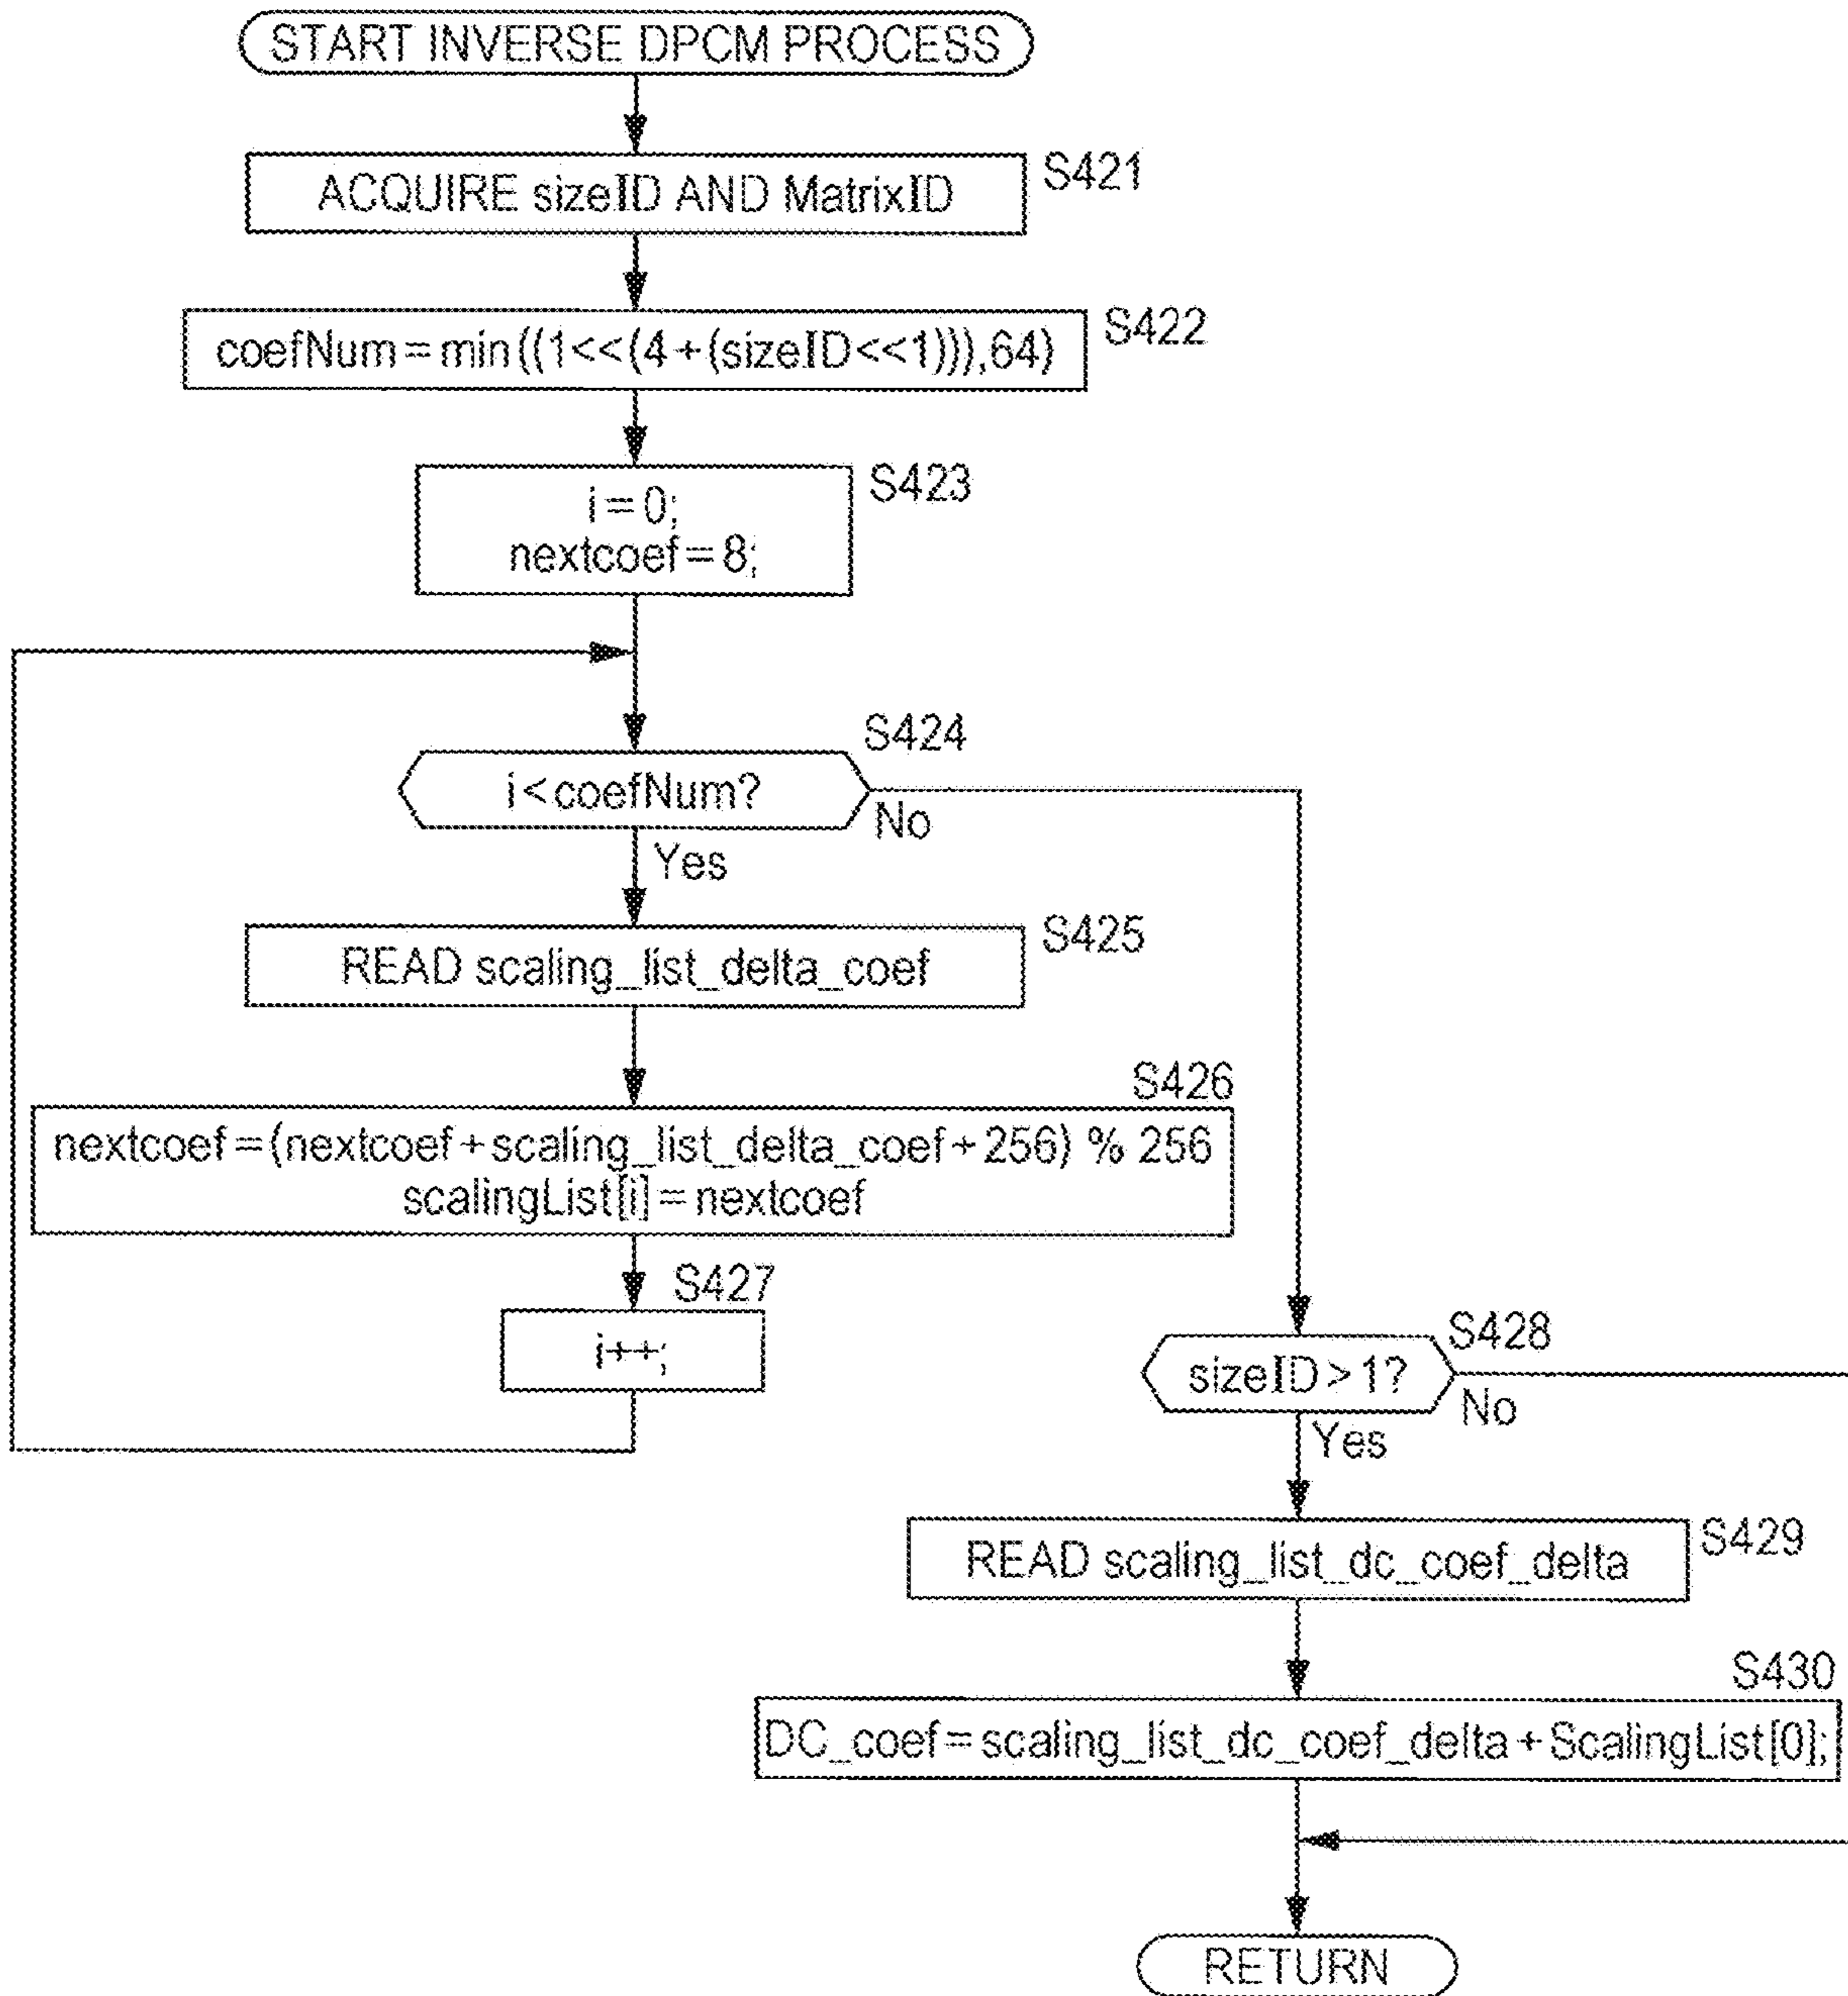 START INVERSE DPCM PROCESS
S421
ACQUIRE sizeID AND MatrixID
S422
coefNum=min((1<<(4+(sizeID<<1))),64)
S423
i=0;
nextcoef=8;
S424
i<coefNum?
No
Yes
S425
READ scaling_list_delta_coef
S426
nextcoef=(nextcoef+scaling_list_delta_coef+256) % 256
scalingList[i]=nextcoef
S427
i++;
S428
sizeID>1?
No
Yes
S429
READ scaling_list_dc_coef_delta
S430
DC_coef=scaling_list_dc_coef_delta+ScalingList[0];
RETURN